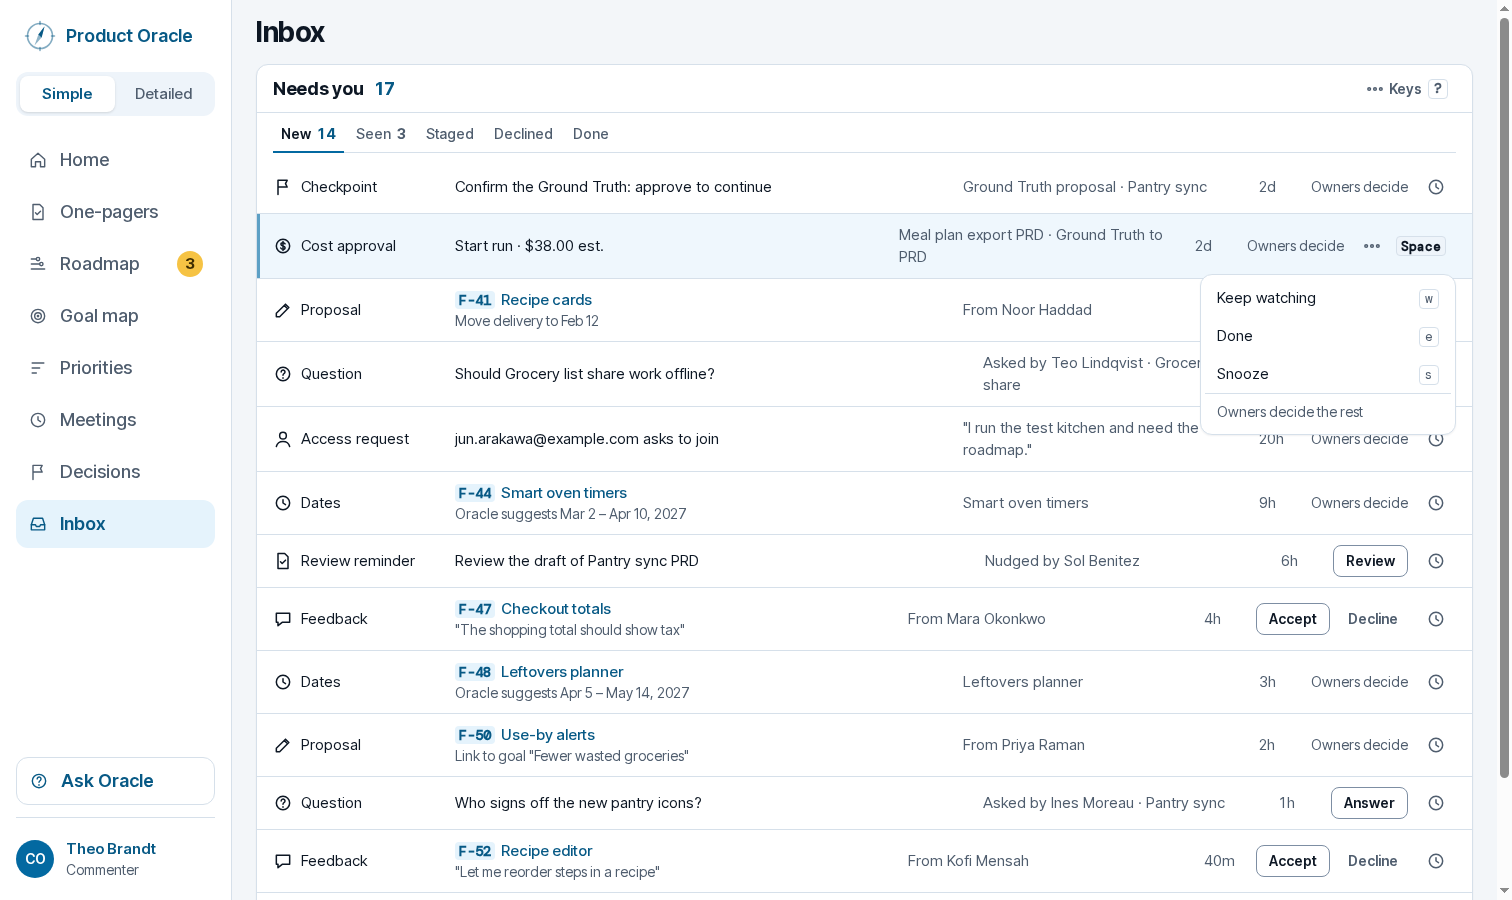 Product Oracle
Simple
Detailed
Home
One-pagers
Roadmap 3
Goal map
Priorities
Meetings
Decisions
Inbox
Ask Oracle
CO
Theo Brandt
Commenter
Inbox
Needs you 17
Keys ?
New 14
Seen 3
Staged
Declined
Done
Checkpoint
Confirm the Ground Truth: approve to continue
Ground Truth proposal · Pantry sync
2d
Owners decide
Cost approval
Start run · $38.00 est.
Meal plan export PRD · Ground Truth to
PRD
2d
Owners decide
Space
Keep watching w
Done e
Snooze s
Owners decide the rest
Proposal
F-41 Recipe cards
Move delivery to Feb 12
From Noor Haddad
Question
Should Grocery list share work offline?
Asked by Teo Lindqvist ·
share
Access request
jun.arakawa@example.com asks to join
"I run the test kitchen and need the
roadmap."
20h
Owners decide
Dates
F-44 Smart oven timers
Oracle suggests Mar 2 – Apr 10, 2027
Smart oven timers
9h
Owners decide
Review reminder
Review the draft of Pantry sync PRD
Nudged by Sol Benitez
6h
Review
Feedback
F-47 Checkout totals
"The shopping total should show tax"
From Mara Okonkwo
4h
Accept
Decline
Dates
F-48 Leftovers planner
Oracle suggests Apr 5 – May 14, 2027
Leftovers planner
3h
Owners decide
Proposal
F-50 Use-by alerts
Link to goal "Fewer wasted groceries"
From Priya Raman
2h
Owners decide
Question
Who signs off the new pantry icons?
Asked by Ines Moreau · Pantry sync
1h
Answer
Feedback
F-52 Recipe editor
"Let me reorder steps in a recipe"
From Kofi Mensah
40m
Accept
Decline